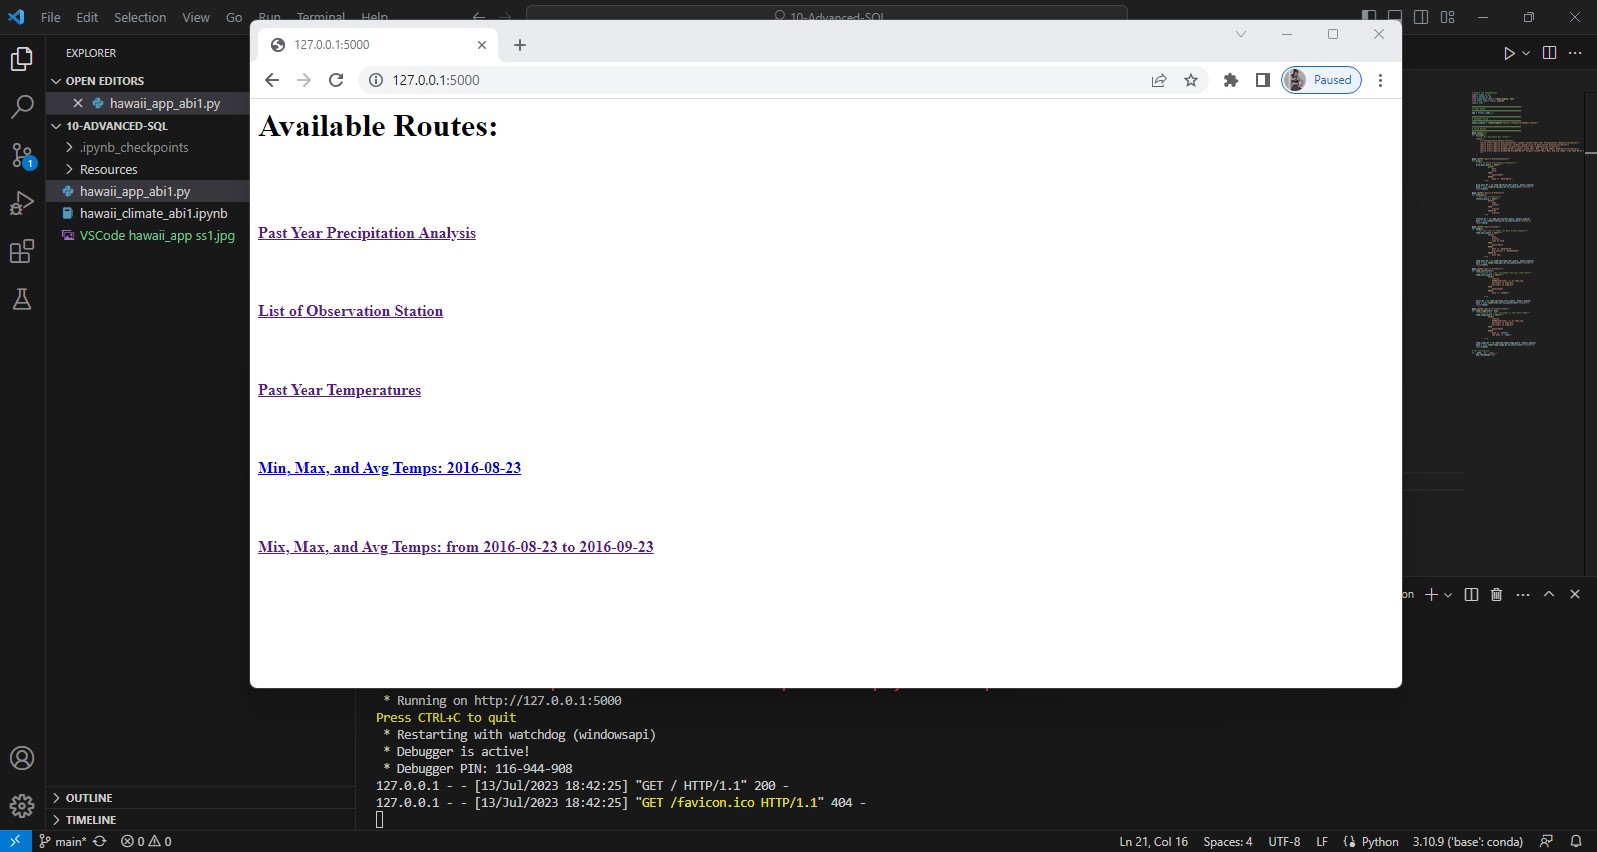 File Edit Selection View Go Run Terminal Help
10-Advanced-SQL
EXPLORER
OPEN EDITORS
hawaii_app_abi1.py
10-ADVANCED-SQL
.ipynb_checkpoints
Resources
hawaii_app_abi1.py
hawaii_climate_abi1.ipynb
VSCode hawaii_app ss1.jpg
1
OUTLINE
TIMELINE
127.0.0.1:5000
127.0.0.1:5000
Paused
Available Routes:
Past Year Precipitation Analysis
List of Observation Station
Past Year Temperatures
Min, Max, and Avg Temps: 2016-08-23
Mix, Max, and Avg Temps: from 2016-08-23 to 2016-09-23
on
* Running on http://127.0.0.1:5000
Press CTRL+C to quit
* Restarting with watchdog (windowsapi)
* Debugger is active!
* Debugger PIN: 116-944-908
127.0.0.1 - - [13/Jul/2023 18:42:25] "GET / HTTP/1.1" 200 -
127.0.0.1 - - [13/Jul/2023 18:42:25] "GET /favicon.ico HTTP/1.1" 404 -
main* 0 0 Ln 21, Col 16 Spaces: 4 UTF-8 LF Python 3.10.9 ('base': conda)